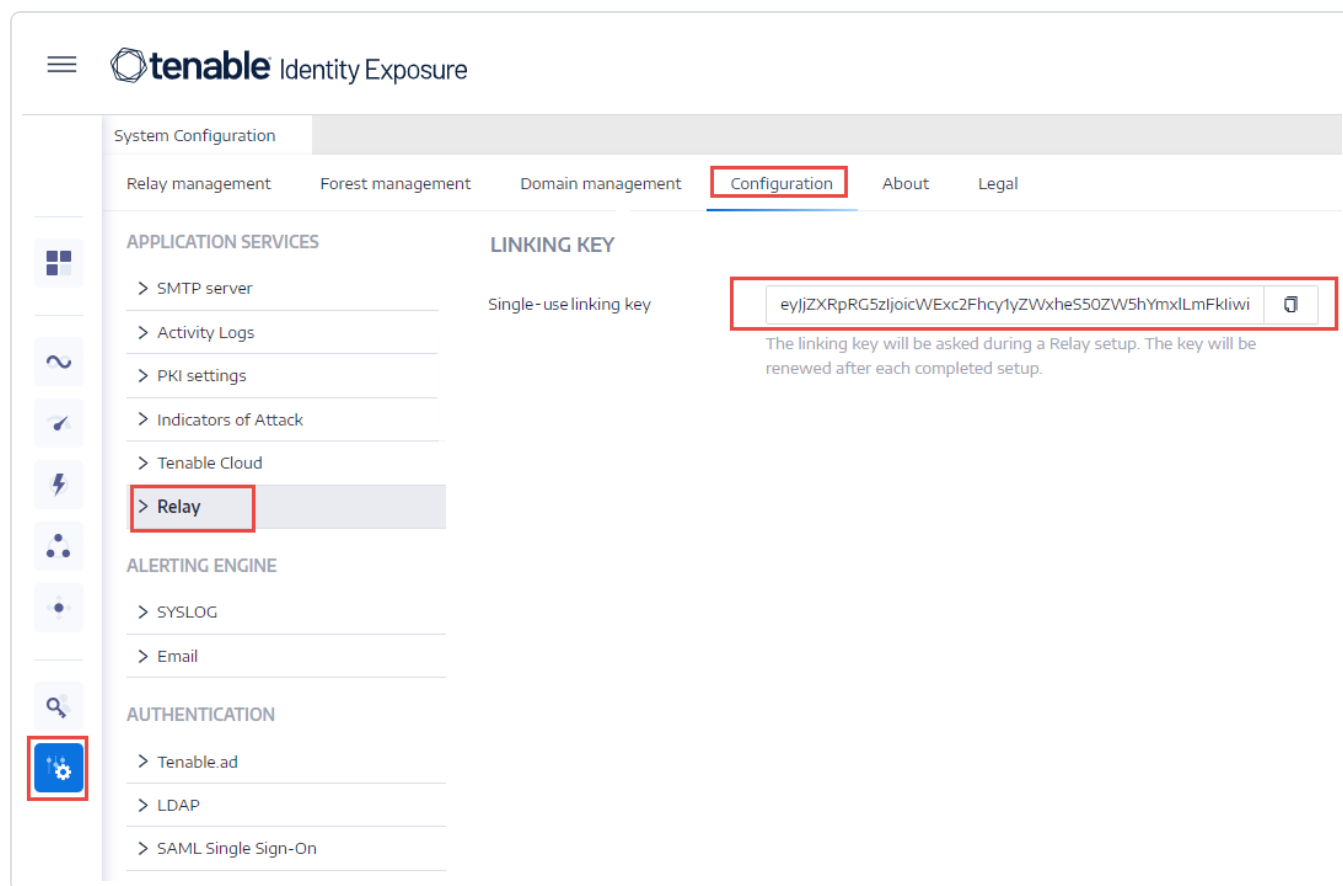 tenable Identity Exposure
System Configuration
Relay management Forest management Domain management Configuration About Legal
APPLICATION SERVICES
SMTP server
Activity Logs
PKI settings
Indicators of Attack
Tenable Cloud
Relay
ALERTING ENGINE
SYSLOG
Email
AUTHENTICATION
Tenable.ad
LDAP
SAML Single Sign-On
LINKING KEY
Single-use linking key
eyJjZXRpRG5zIjoicWExc2Fhcy1yZWxheS50ZW5hYmxlLmFkIiwi
The linking key will be asked during a Relay setup. The key will be
renewed after each completed setup.